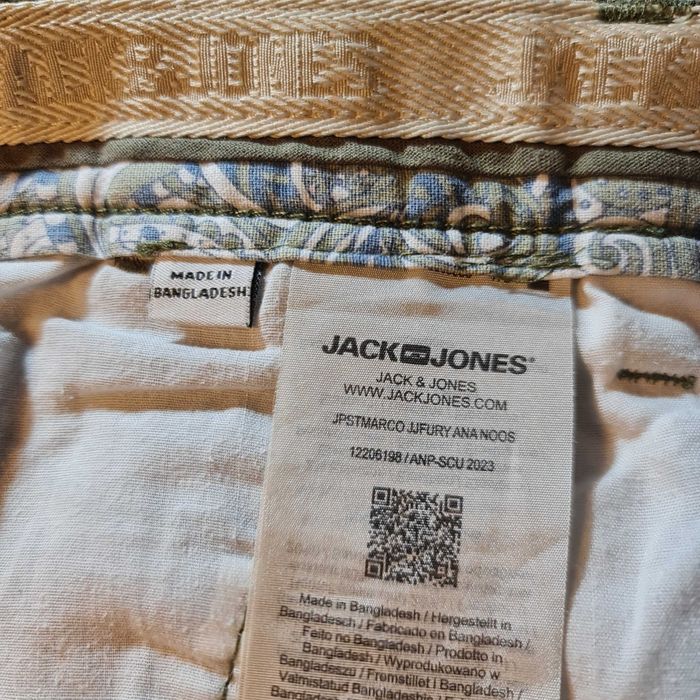 & JONES JACK
MADE IN
BANGLADESH
JACK JONES®
JACK & JONES
WWW.JACKJONES.COM
JPSTMARCO JJFURY ANA NOOS
12206198 / ANP-SCU 2023
Made in Bangladesh / Hergestellt in
Bangladesch / Fabricado en Bangladesh /
Feito no Bangladesh / Prodotto in
Bangladesh / Wyprodukowano w
Bangladeszu / Fremstillet i Bangladesh /
Valmistatud Bangladeshis /